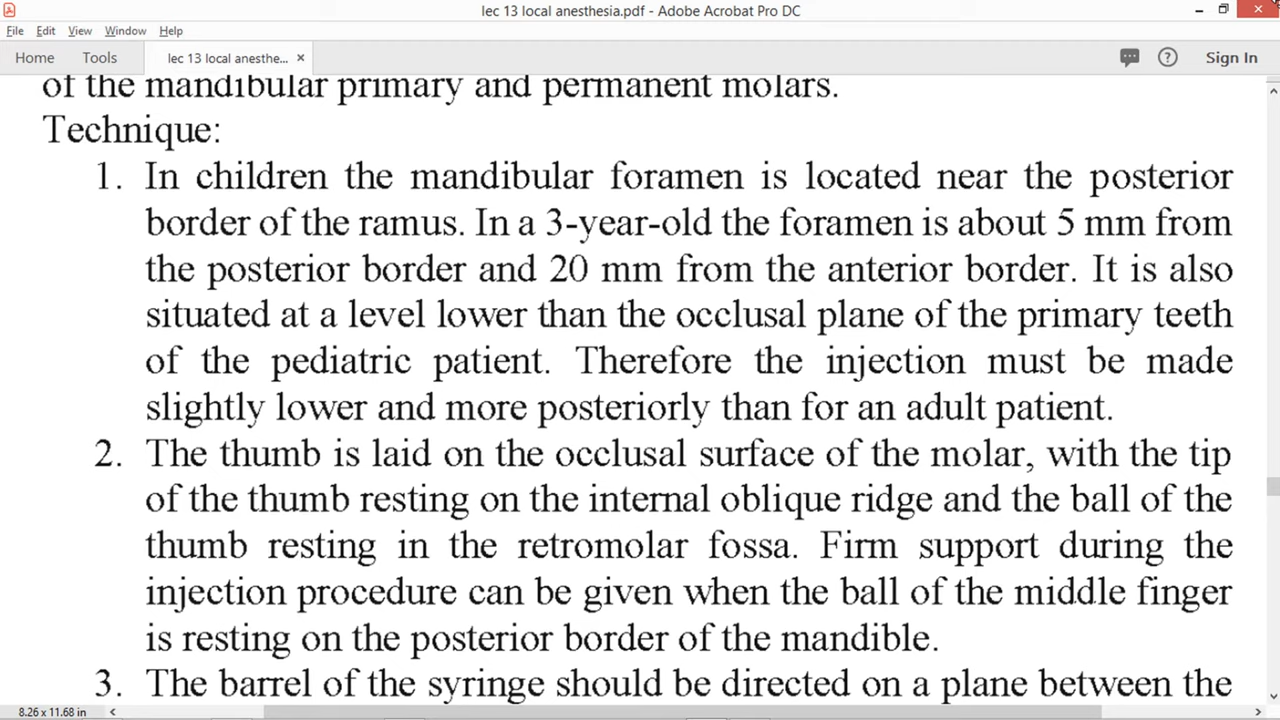 lec 13 local anesthesia.pdf - Adobe Acrobat Pro DC
File Edit View Window Help
Home Tools lec 13 local anesthe... × Sign In
of the mandibular primary and permanent molars.
Technique:
1. In children the mandibular foramen is located near the posterior
border of the ramus. In a 3-year-old the foramen is about 5 mm from
the posterior border and 20 mm from the anterior border. It is also
situated at a level lower than the occlusal plane of the primary teeth
of the pediatric patient. Therefore the injection must be made
slightly lower and more posteriorly than for an adult patient.
2. The thumb is laid on the occlusal surface of the molar, with the tip
of the thumb resting on the internal oblique ridge and the ball of the
thumb resting in the retromolar fossa. Firm support during the
injection procedure can be given when the ball of the middle finger
is resting on the posterior border of the mandible.
3. The barrel of the syringe should be directed on a plane between the
8.26 x 11.68 in